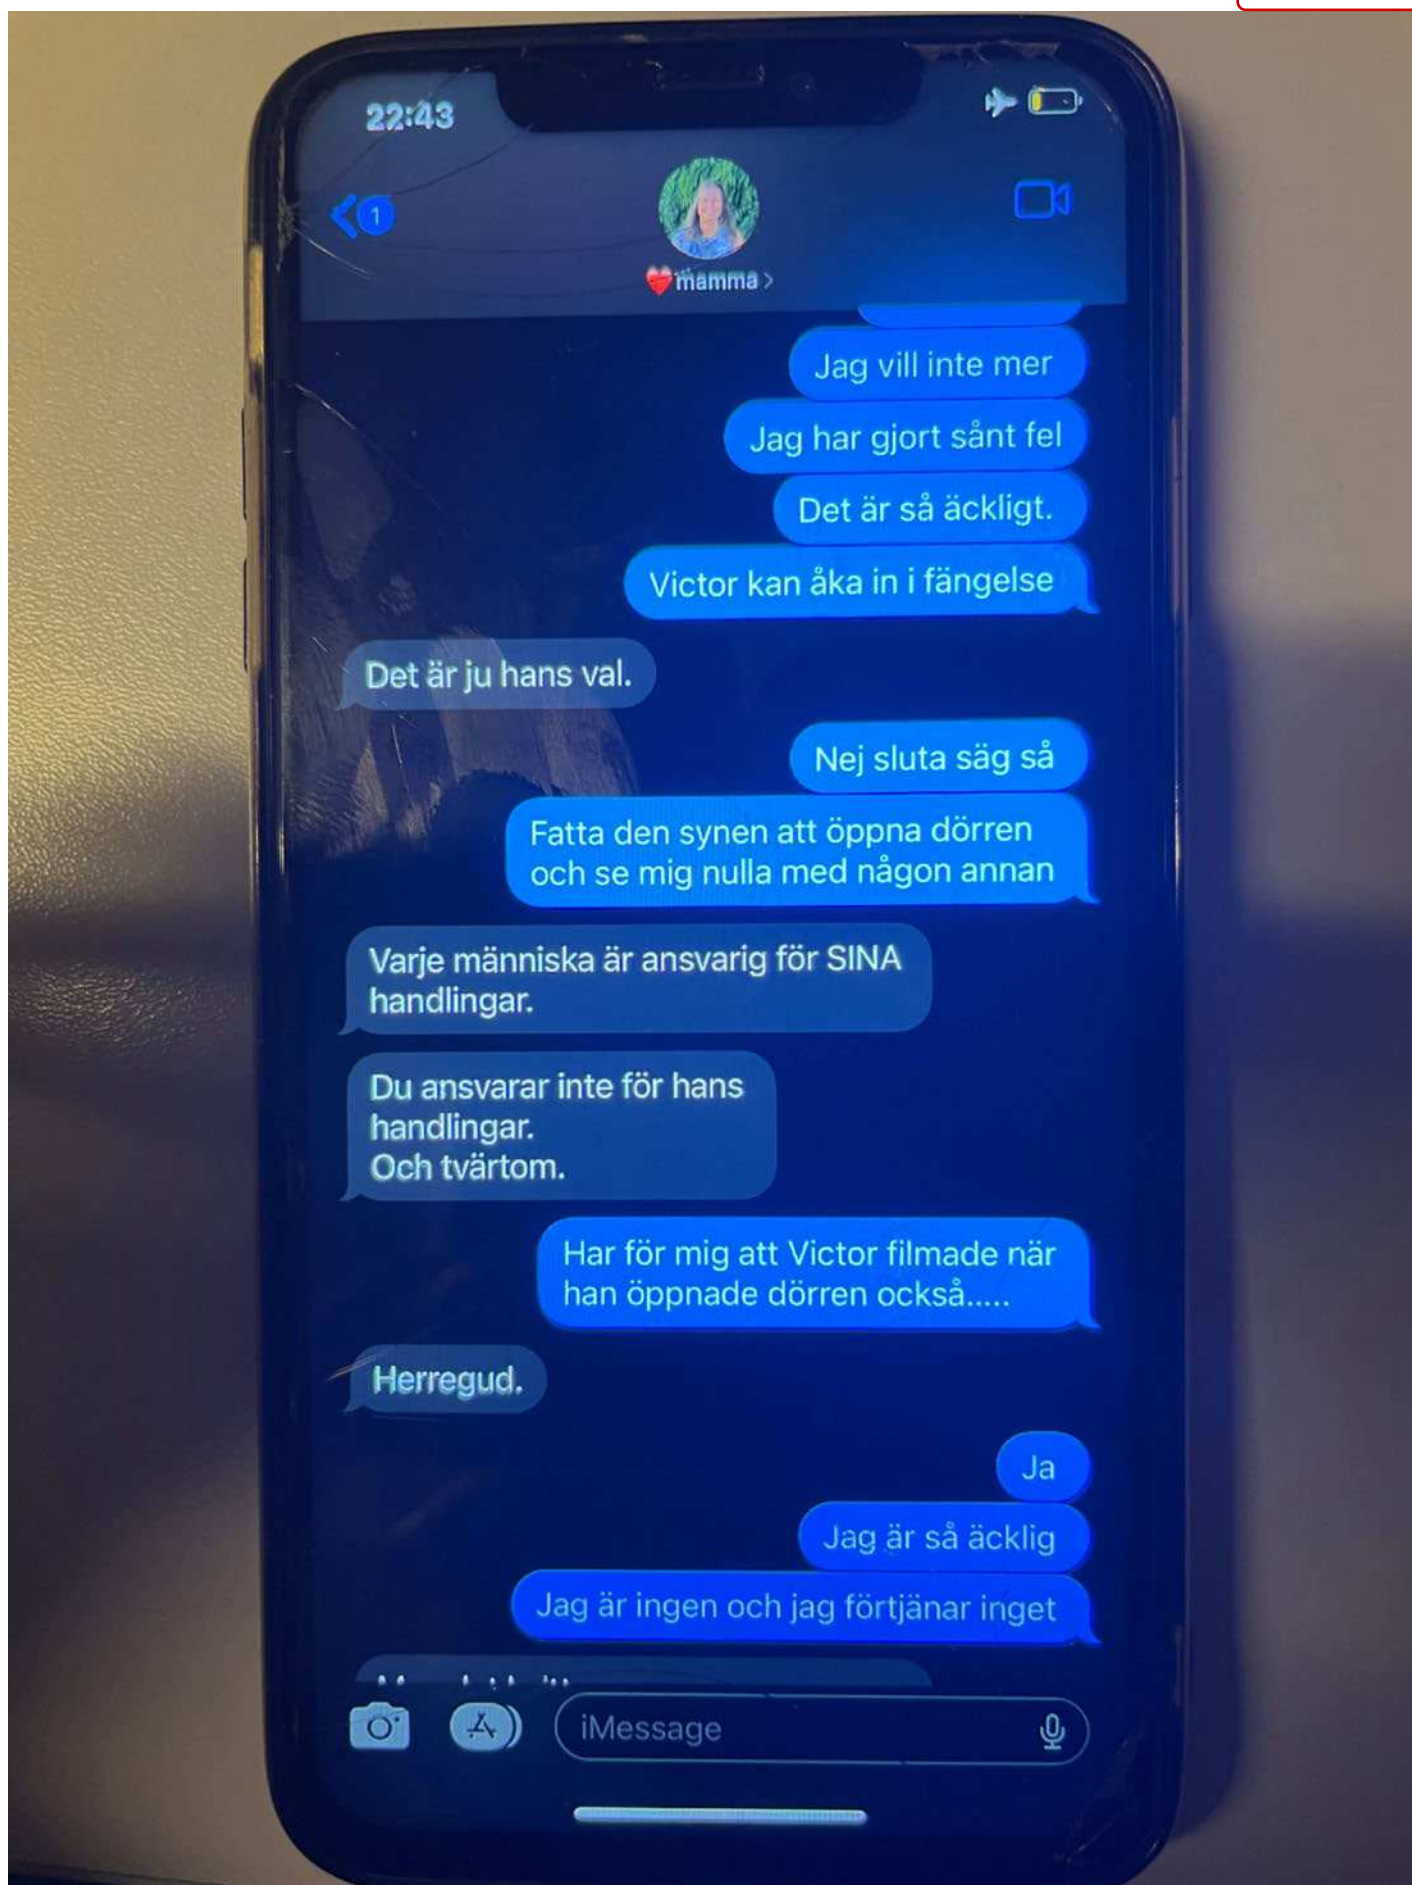 22:43
1
mamma >
Jag vill inte mer
Jag har gjort sånt fel
Det är så äckligt.
Victor kan åka in i fängelse
Det är ju hans val.
Nej sluta säg så
Fatta den synen att öppna dörren
och se mig nulla med någon annan
Varje människa är ansvarig för SINA
handlingar.
Du ansvarar inte för hans
handlingar.
Och tvärtom.
Har för mig att Victor filmade när
han öppnade dörren också.....
Herregud.
Ja
Jag är så äcklig
Jag är ingen och jag förtjänar inget
iMessage